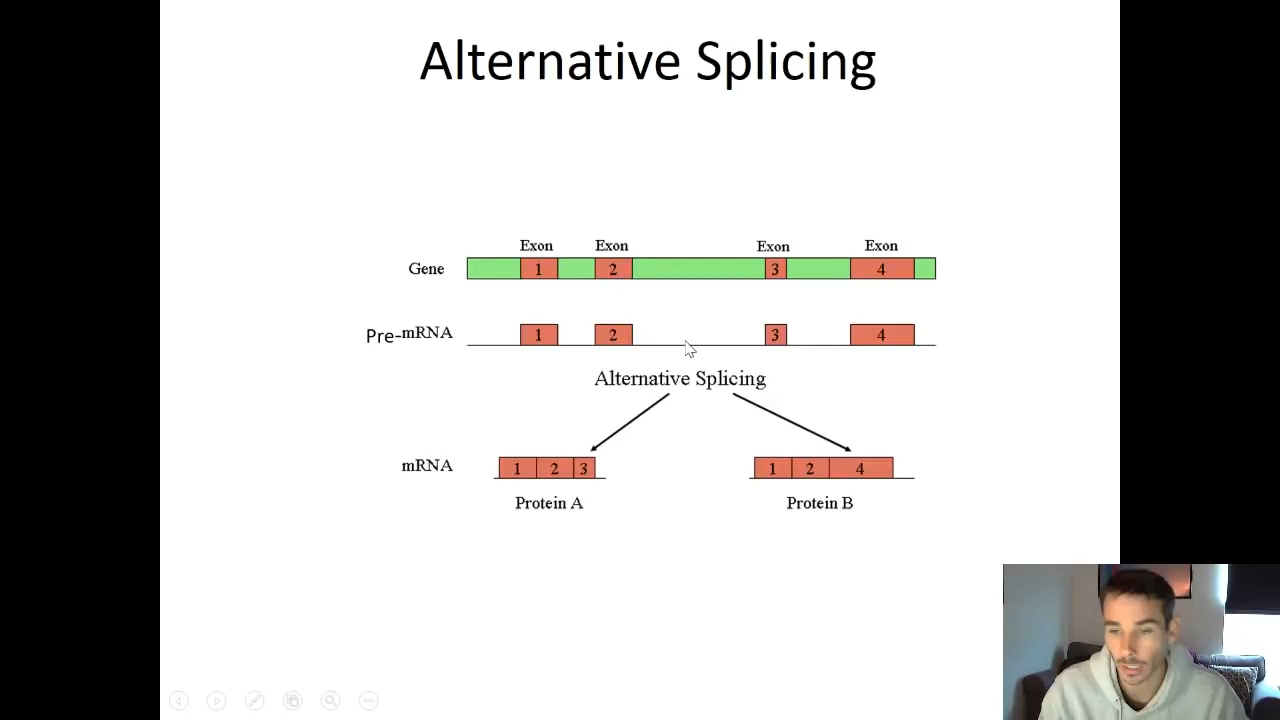 Alternative Splicing
Exon Exon Exon Exon
Gene 1 2 3 4
Pre-mRNA 1 2 3 4
Alternative Splicing
mRNA 1 2 3 1 2 4
Protein A Protein B